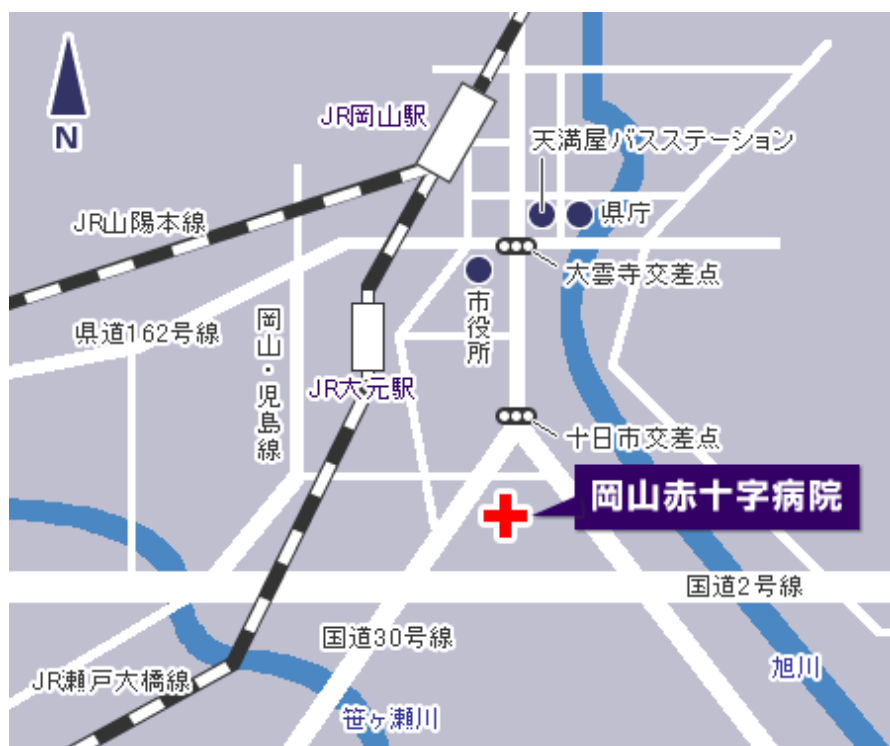 N
JR岡山駅
天満屋バスステーション
JR山陽本線
県庁
大雲寺交差点
市役所
県道162号線
岡山・児島線
JR大元駅
十日市交差点
岡山赤十字病院
国道2号線
国道30号線
旭川
JR瀬戸大橋線
笹ヶ瀬川